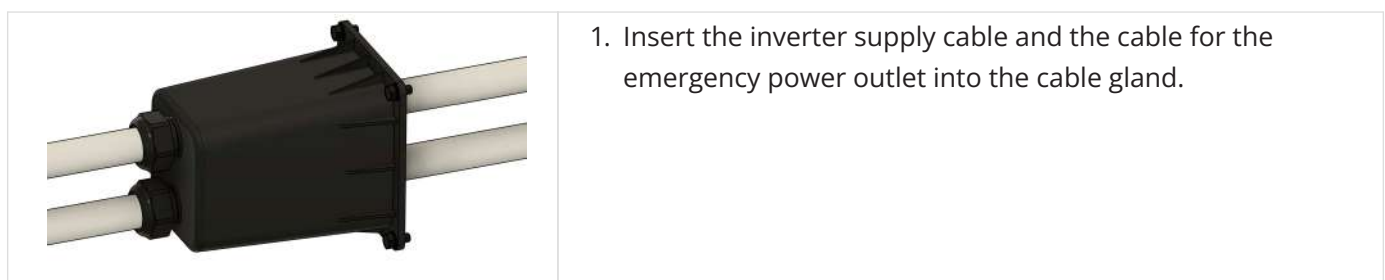 1. Insert the inverter supply cable and the cable for the
emergency power outlet into the cable gland.